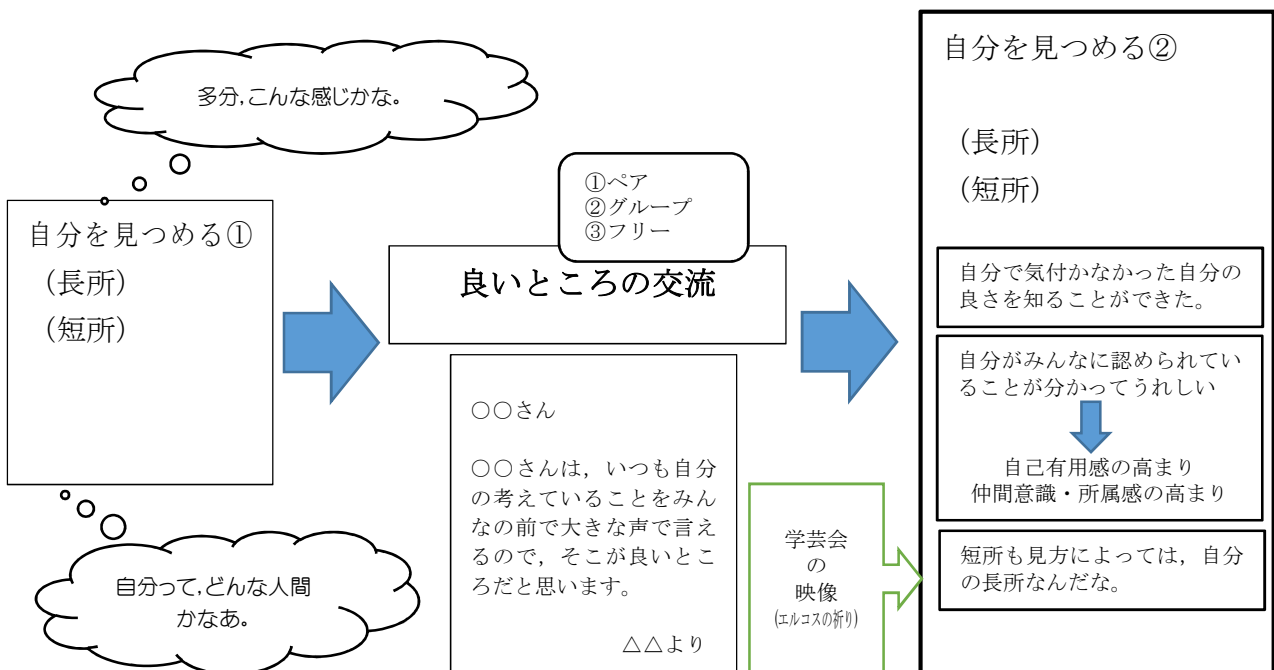 多分,こんな感じかな。
自分を見つめる①
（長所）
（短所）
自分って,どんな人間
かなあ。
①ペア
②グループ
③フリー
良いところの交流
○○さん
○○さんは，いつも自分
の考えていることをみん
なの前で大きな声で言え
るので，そこが良いとこ
ろだと思います。
△△より
学芸会
の
映像
(エルコスの祈り)
自分を見つめる②
（長所）
（短所）
自分で気付かなかった自分の
良さを知ることができた。
自分がみんなに認められてい
ることが分かってうれしい
自己有用感の高まり
仲間意識・所属感の高まり
短所も見方によっては，自分
の長所なんだな。